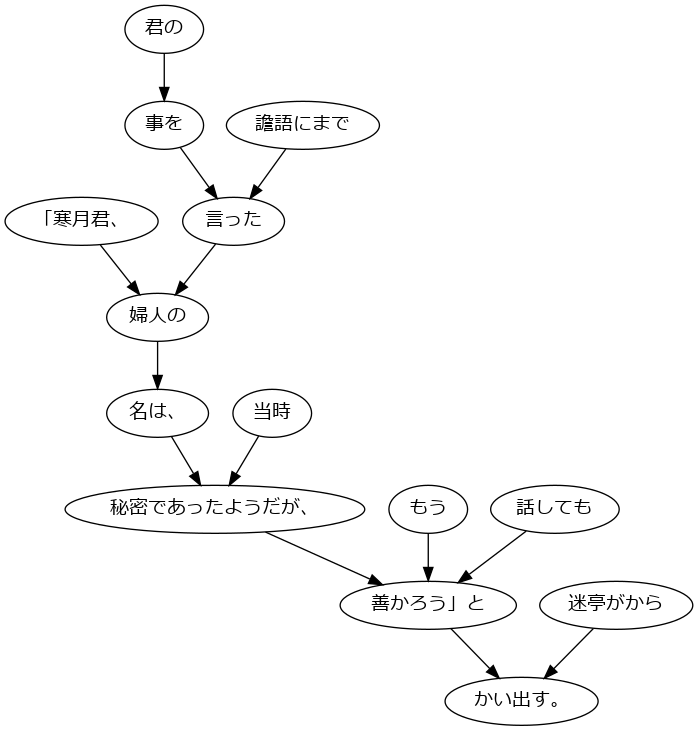 君の
事を
譫語にまで
「寒月君、
言った
婦人の
名は、
当時
秘密であったようだが、
もう
話しても
善かろう」と
迷亭がから
かい出す。